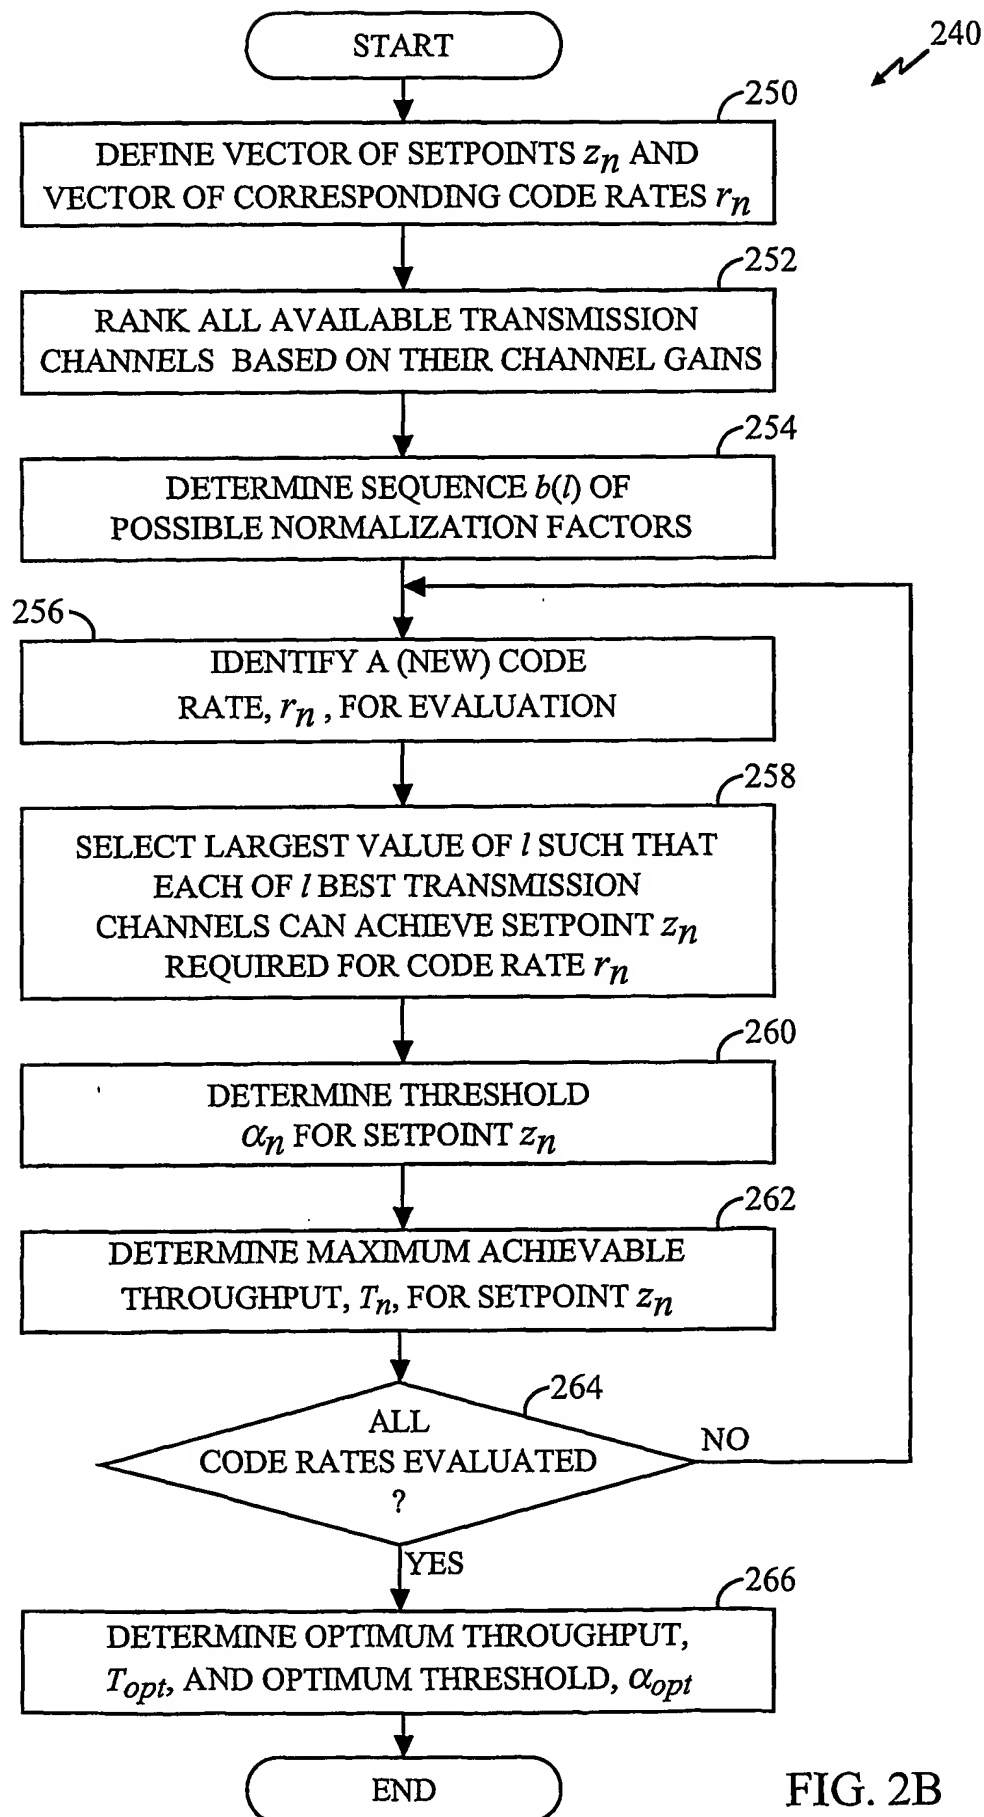 START
240
250
DEFINE VECTOR OF SETPOINTS zn AND
VECTOR OF CORRESPONDING CODE RATES rn
252
RANK ALL AVAILABLE TRANSMISSION
CHANNELS BASED ON THEIR CHANNEL GAINS
254
DETERMINE SEQUENCE b(l) OF
POSSIBLE NORMALIZATION FACTORS
256
IDENTIFY A (NEW) CODE
RATE, rn , FOR EVALUATION
258
SELECT LARGEST VALUE OF l SUCH THAT
EACH OF l BEST TRANSMISSION
CHANNELS CAN ACHIEVE SETPOINT zn
REQUIRED FOR CODE RATE rn
260
DETERMINE THRESHOLD
αn FOR SETPOINT zn
262
DETERMINE MAXIMUM ACHIEVABLE
THROUGHPUT, Tn, FOR SETPOINT zn
264
ALL
CODE RATES EVALUATED
?
NO
YES
266
DETERMINE OPTIMUM THROUGHPUT,
Topt, AND OPTIMUM THRESHOLD, αopt
END
FIG. 2B